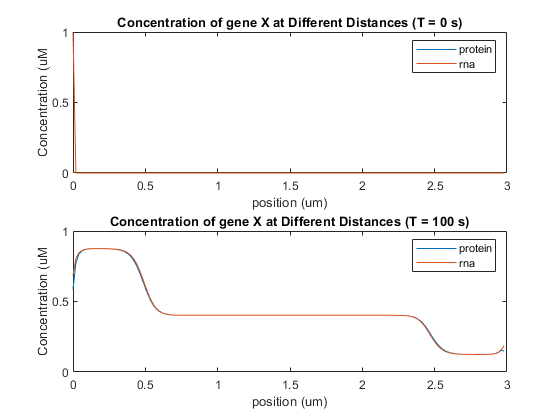 Concentration of gene X at Different Distances (T = 0 s)
1
protein
rna
Concentration (uM
0.5
0
0 0.5 1 1.5 2 2.5 3
position (um)
Concentration of gene X at Different Distances (T = 100 s)
1
protein
rna
Concentration (uM
0.5
0
0 0.5 1 1.5 2 2.5 3
position (um)